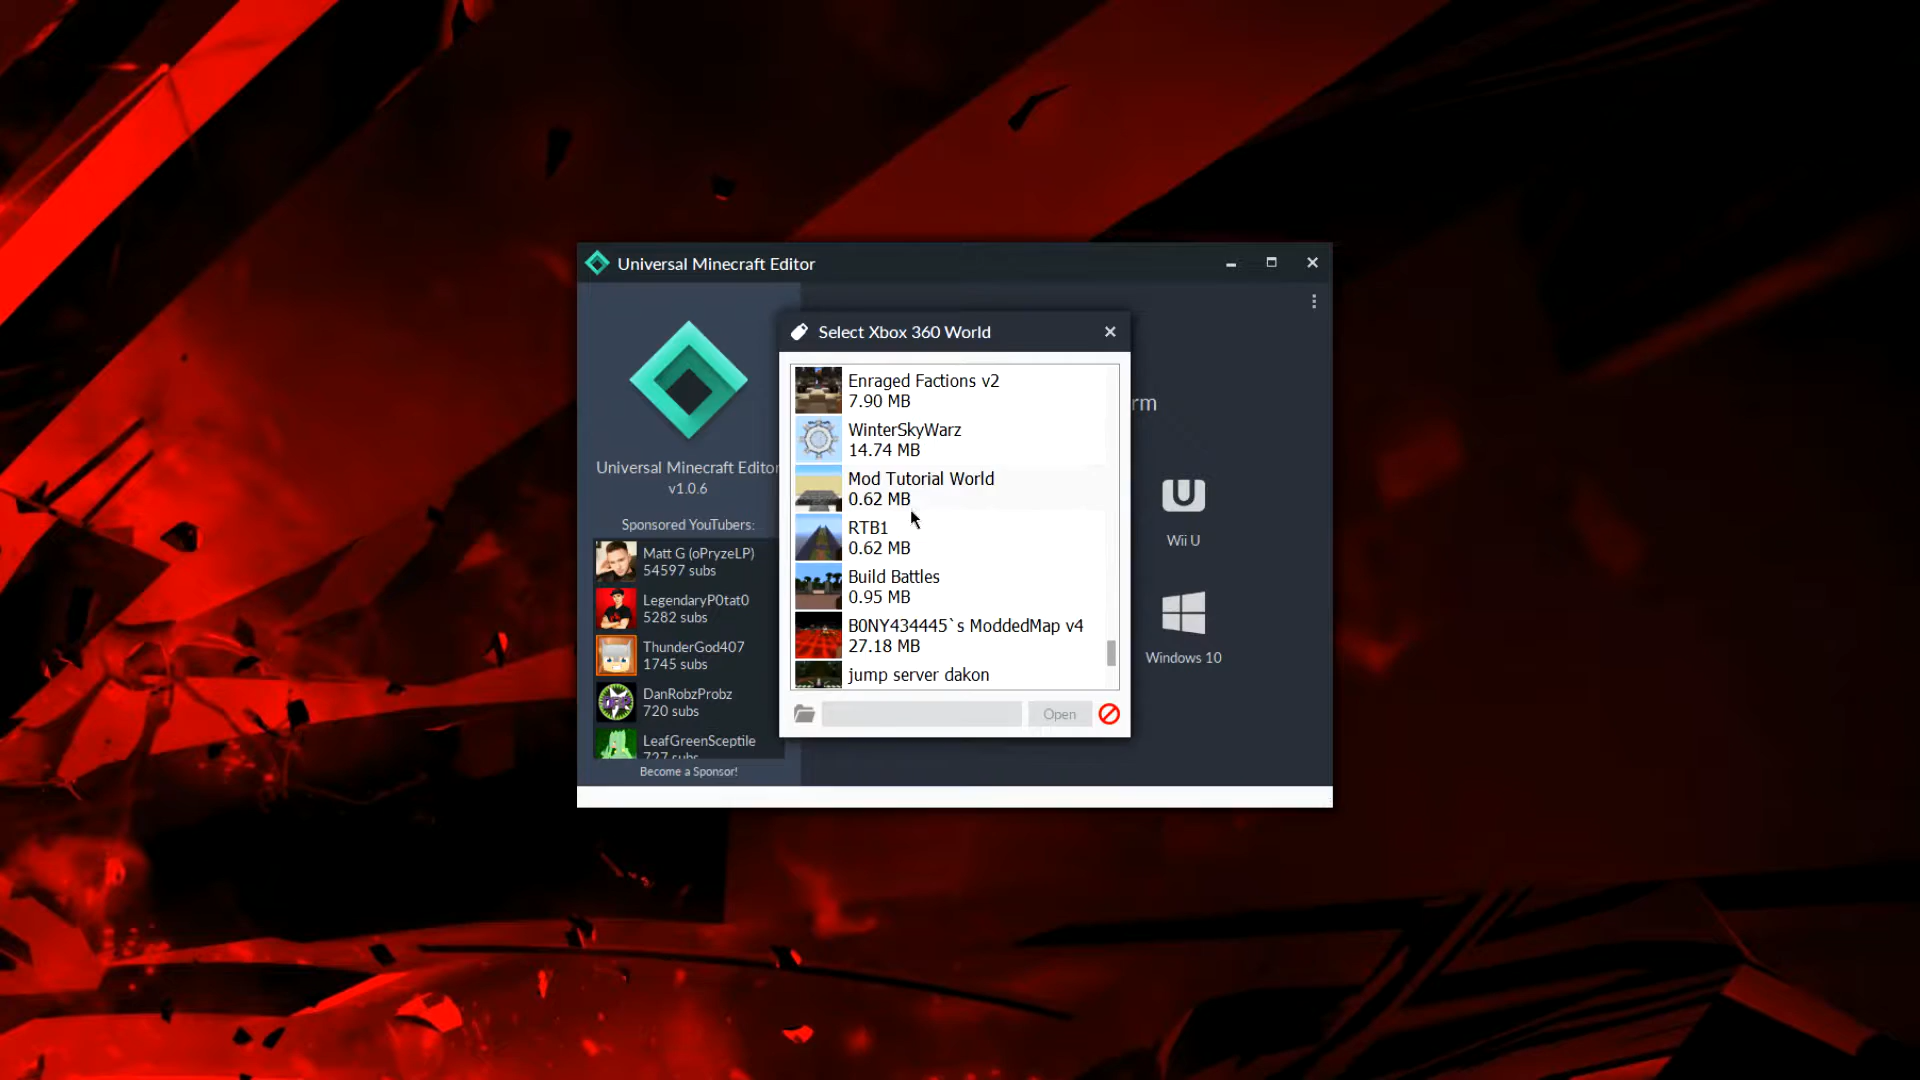 Universal Minecraft Editor
Universal Minecraft Editor
v1.0.6
Sponsored YouTubers:
Matt G (oPryzeLP)
54597 subs
LegendaryP0tat0
5282 subs
ThunderGod407
1745 subs
DanRobzProbz
720 subs
LeafGreenSceptile
727 subs
Become a Sponsor!
Select Xbox 360 World
Enraged Factions v2
7.90 MB
WinterSkyWarz
14.74 MB
Mod Tutorial World
0.62 MB
RTB1
0.62 MB
Build Battles
0.95 MB
B0NY434445`s ModdedMap v4
27.18 MB
jump server dakon
Open
rm
Wii U
Windows 10